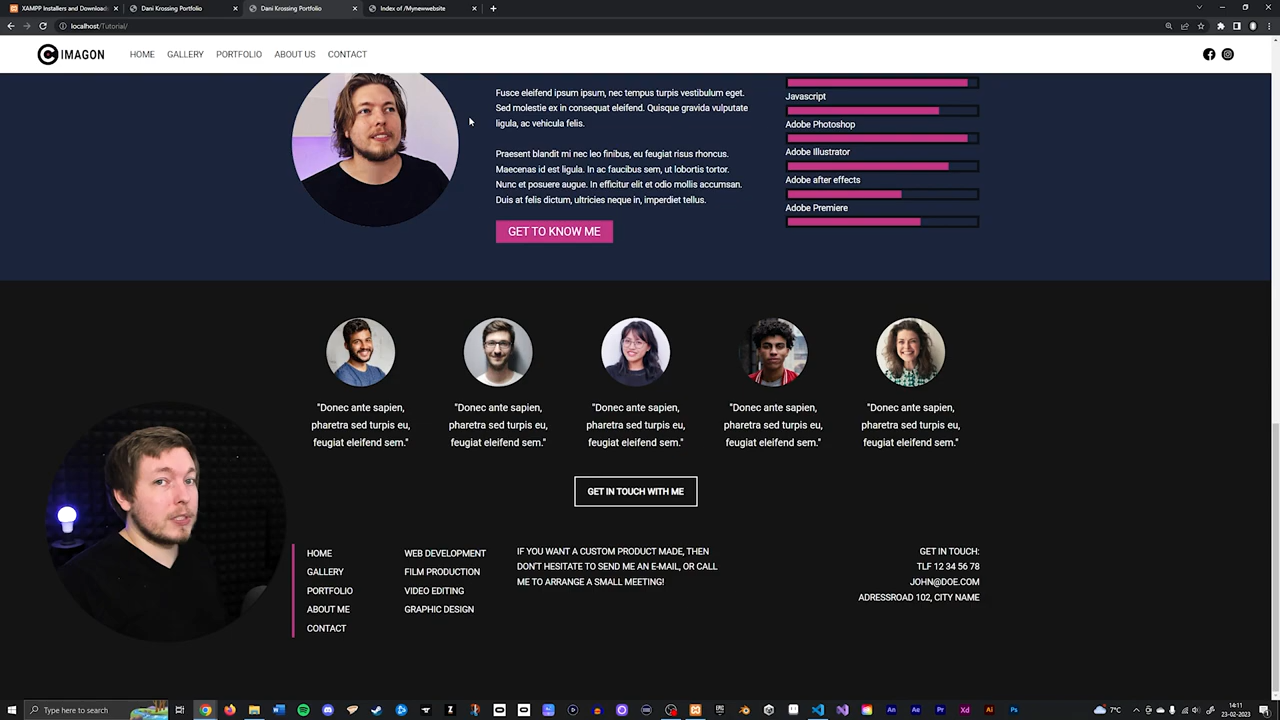 XAMPP Installers and Download
Dani Krossing Portfolio
Dani Krossing Portfolio
Index of /Mynewwebsite
localhost/Tutorial/
IMAGON
HOME
GALLERY
PORTFOLIO
ABOUT US
CONTACT
Fusce eleifend ipsum ipsum, nec tempus turpis vestibulum eget.
Sed molestie ex in consequat eleifend. Quisque gravida vulputate
ligula, ac vehicula felis.
Praesent blandit mi nec leo finibus, eu feugiat risus rhoncus.
Maecenas id est ligula. In ac faucibus sem, ut lobortis tortor.
Nunc et posuere augue. In efficitur elit et odio mollis accumsan.
Duis at felis dictum, ultricies neque in, imperdiet tellus.
GET TO KNOW ME
Javascript
Adobe Photoshop
Adobe Illustrator
Adobe after effects
Adobe Premiere
"Donec ante sapien,
pharetra sed turpis eu,
feugiat eleifend sem."
"Donec ante sapien,
pharetra sed turpis eu,
feugiat eleifend sem."
"Donec ante sapien,
pharetra sed turpis eu,
feugiat eleifend sem."
"Donec ante sapien,
pharetra sed turpis eu,
feugiat eleifend sem."
"Donec ante sapien,
pharetra sed turpis eu,
feugiat eleifend sem."
GET IN TOUCH WITH ME
HOME
GALLERY
PORTFOLIO
ABOUT ME
CONTACT
WEB DEVELOPMENT
FILM PRODUCTION
VIDEO EDITING
GRAPHIC DESIGN
IF YOU WANT A CUSTOM PRODUCT MADE, THEN
DON'T HESITATE TO SEND ME AN E-MAIL, OR CALL
ME TO ARRANGE A SMALL MEETING!
GET IN TOUCH:
TLF 12 34 56 78
JOHN@DOE.COM
ADRESSROAD 102, CITY NAME
Type here to search
7°C
14:11
23-02-2023